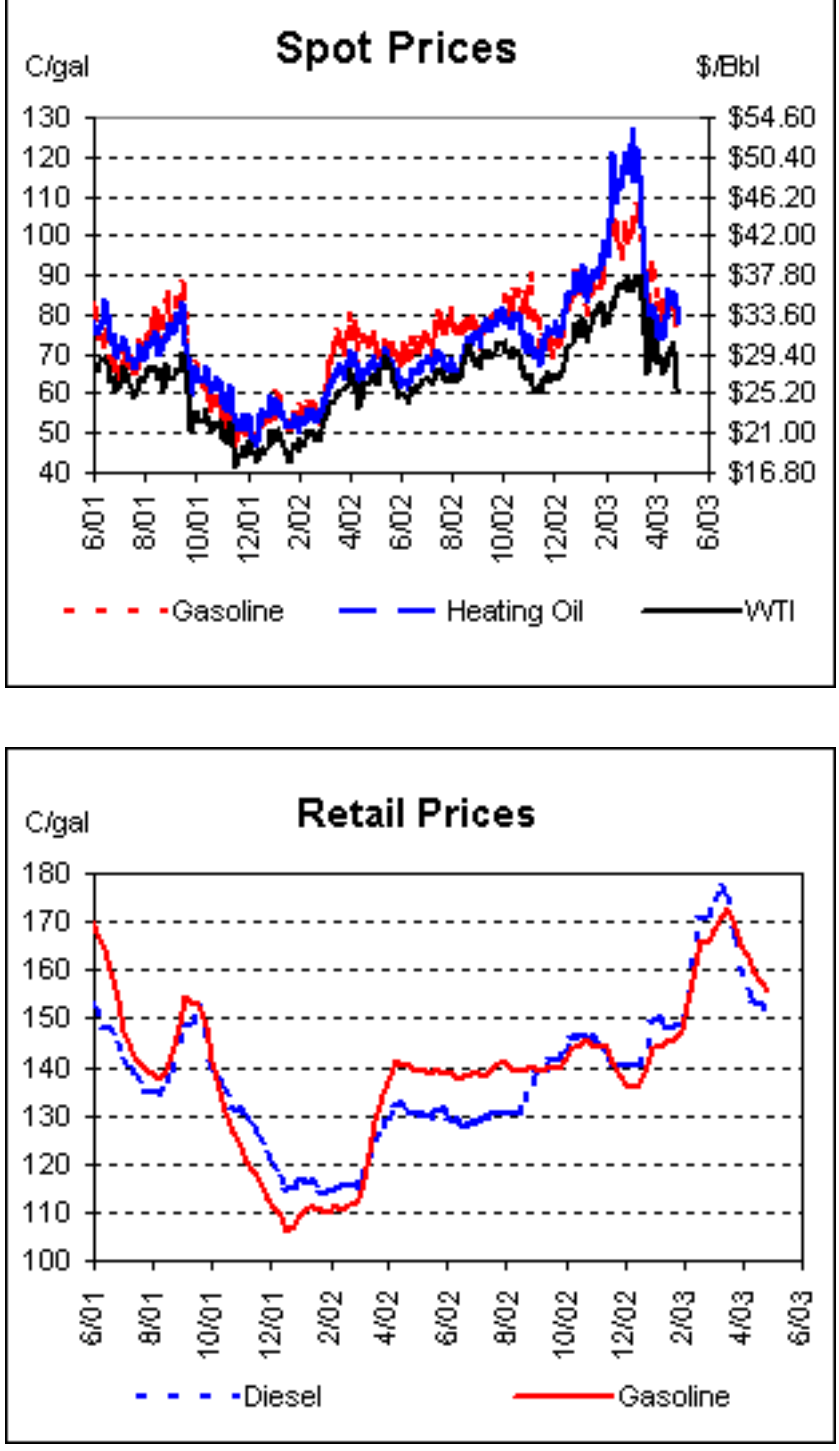 Spot Prices
C/gal $/Bbl
130 $54.60
120 $50.40
110 $46.20
100 $42.00
90 $37.80
80 $33.60
70 $29.40
60 $25.20
50 $21.00
40 $16.80
6/01 8/01 10/01 12/01 2/02 4/02 6/02 8/02 10/02 12/02 2/03 4/03 6/03
Gasoline Heating Oil WTI
Retail Prices
C/gal
180
170
160
150
140
130
120
110
100
6/01 8/01 10/01 12/01 2/02 4/02 6/02 8/02 10/02 12/02 2/03 4/03 6/03
Diesel Gasoline